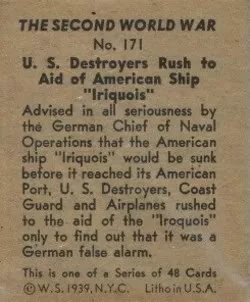 THE SECOND WORLD WAR
No. 171
U. S. Destroyers Rush to
Aid of American Ship
"Iriquois"
Advised in all seriousness by
the German Chief of Naval
Operations that the American
ship "Iriquois" would be sunk
before it reached its American
Port, U. S. Destroyers, Coast
Guard and Airplanes rushed
to the aid of the "Iroquois"
only to find out that it was a
German false alarm.
This is one of a Series of 48 Cards
© W. S. 1939, N.Y.C. Litho in U.S.A.